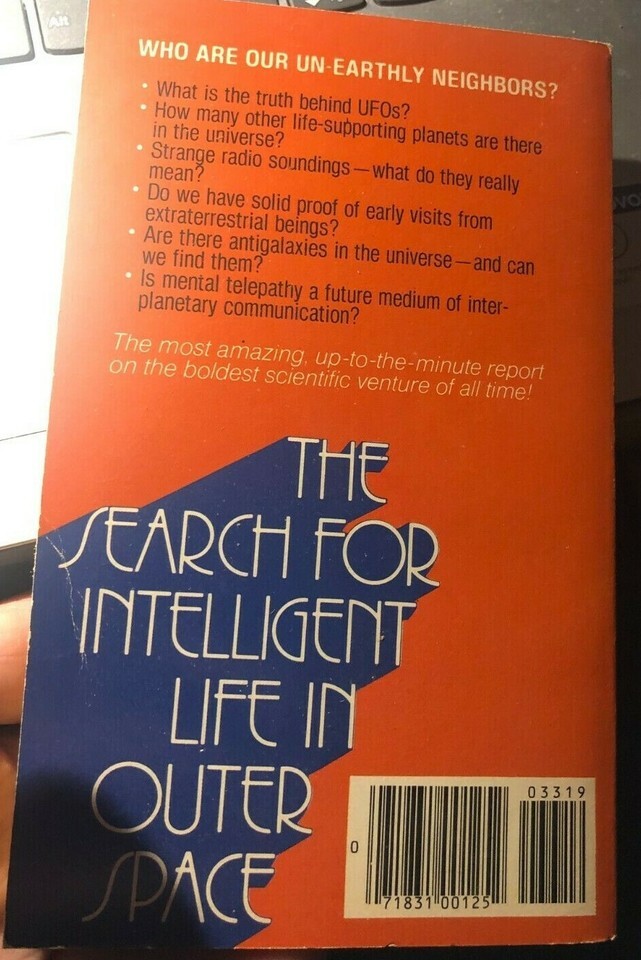 Alt
WHO ARE OUR UN-EARTHLY NEIGHBORS?
• What is the truth behind UFOs?
• How many other life-supporting planets are there
in the universe?
• Strange radio soundings—what do they really
mean?
• Do we have solid proof of early visits from
extraterrestrial beings?
• Are there antigalaxies in the universe—and can
we find them?
• Is mental telepathy a future medium of inter-
planetary communication?
The most amazing, up-to-the-minute report
on the boldest scientific venture of all time!
THE
SEARCH FOR
INTELLIGENT
LIFE IN
OUTER
SPACE
03319
0
71831 00125